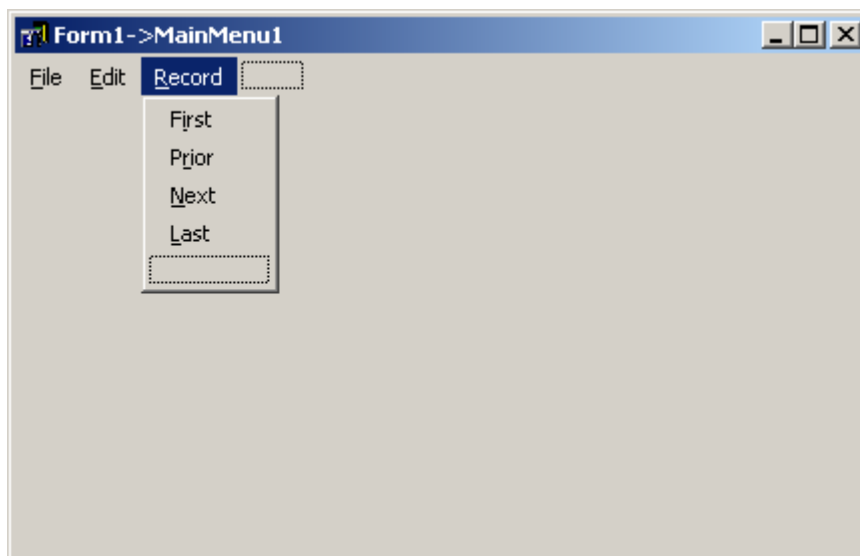 Form1->MainMenu1
File Edit Record
First
Prior
Next
Last